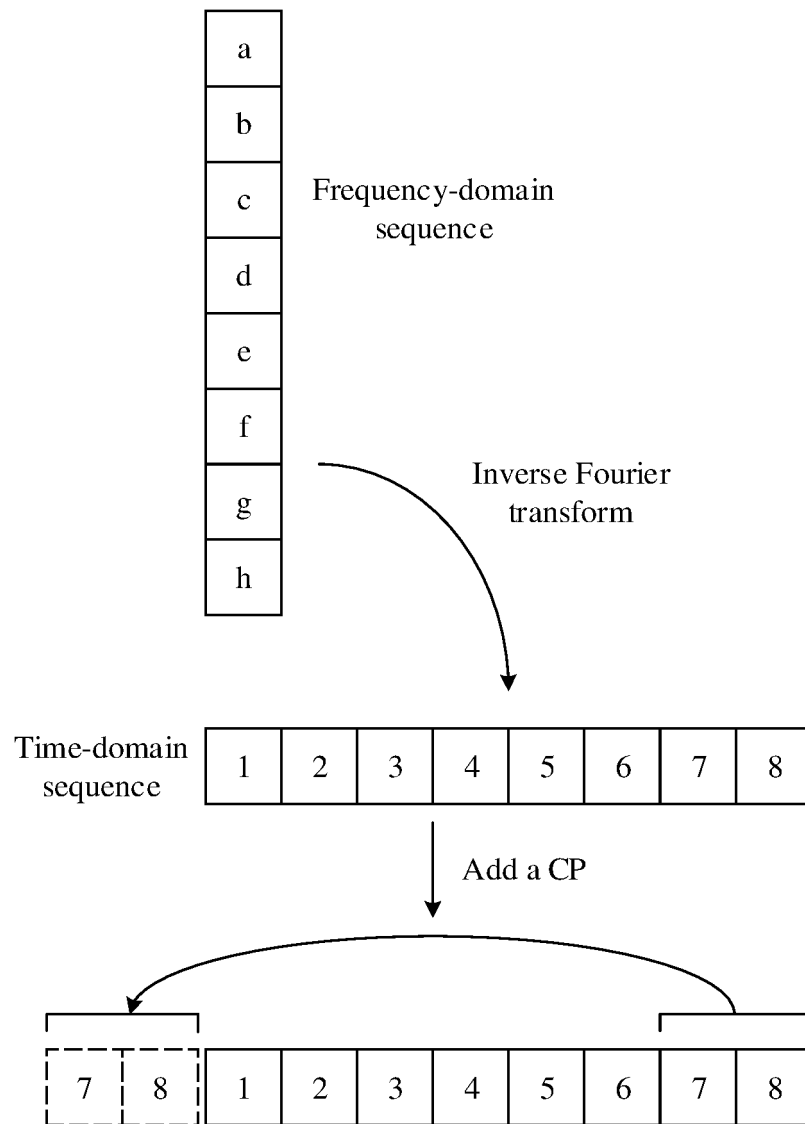 a
b
c
Frequency-domain
sequence
d
e
f
Inverse Fourier
transform
g
h
Time-domain
sequence
1 2 3 4 5 6 7 8
Add a CP
7 8 1 2 3 4 5 6 7 8